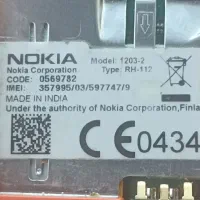 NOKIA
Model: 1203-2
Nokia Corporation
Type: RH-112
CODE: 0569782
IMEI: 357995/03/597747/9
MADE IN INDIA
Under the authority of Nokia Corporation, Finla
CE0434